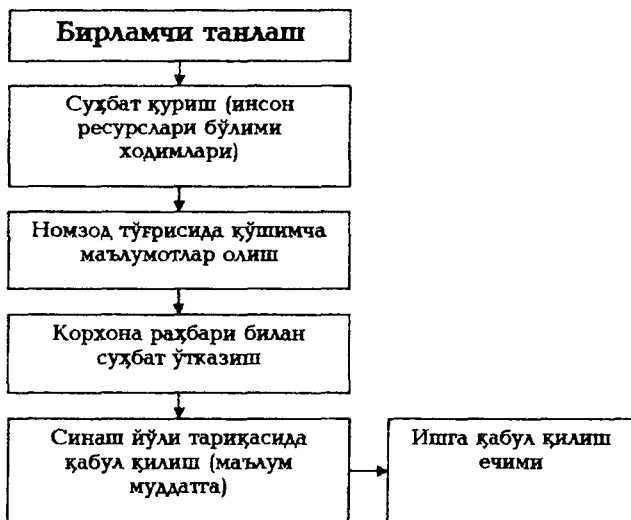 Бирламчи танлаш
Суҳбат қуриш (инсон
ресурслари бўлими
ходимлари)
Номзод тўғрисида қўшимча
маълумотлар олиш
Корхона раҳбари билан
суҳбат ўтказиш
Синаш йўли тариқасида
қабул қилиш (маълум
муддатга)
Ишга қабул қилиш
ечими